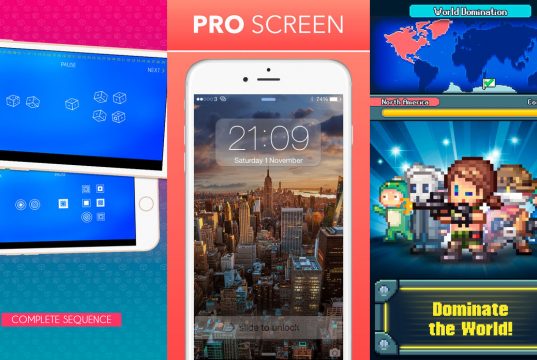 PAUSE
NEXT >
PAUSE
COMPLETE SEQUENCE
PRO SCREEN
74%
21:09
Saturday 1 November
slide to unlock
World Domination
North America
Dominate
the World!